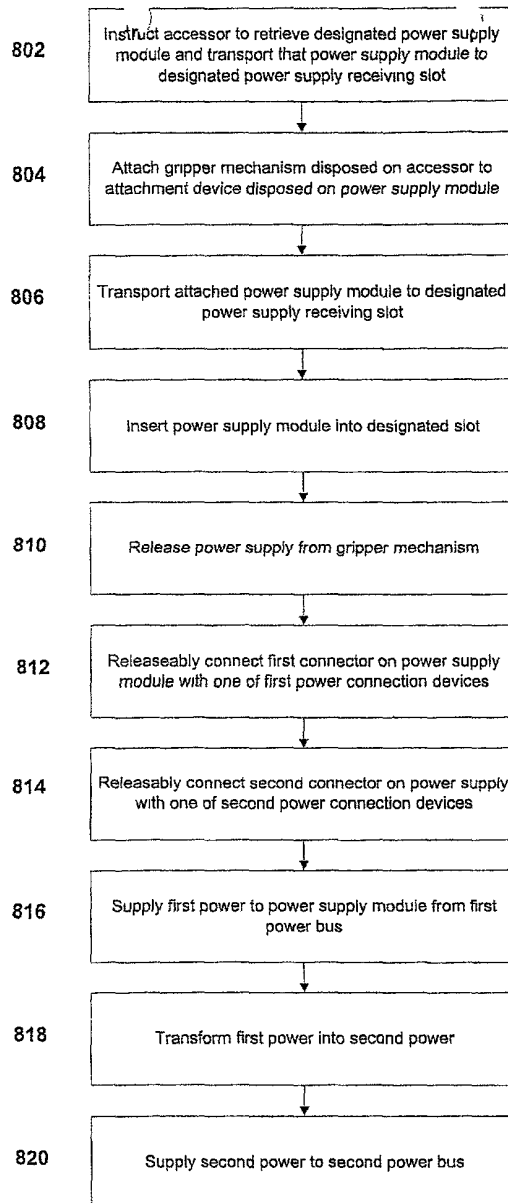 802
Instruct accessor to retrieve designated power supply
module and transport that power supply module to
designated power supply receiving slot
804
Attach gripper mechanism disposed on accessor to
attachment device disposed on power supply module
806
Transport attached power supply module to designated
power supply receiving slot
808
Insert power supply module into designated slot
810
Release power supply from gripper mechanism
812
Releaseably connect first connector on power supply
module with one of first power connection devices
814
Releasably connect second connector on power supply
with one of second power connection devices
816
Supply first power to power supply module from first
power bus
818
Transform first power into second power
820
Supply second power to second power bus